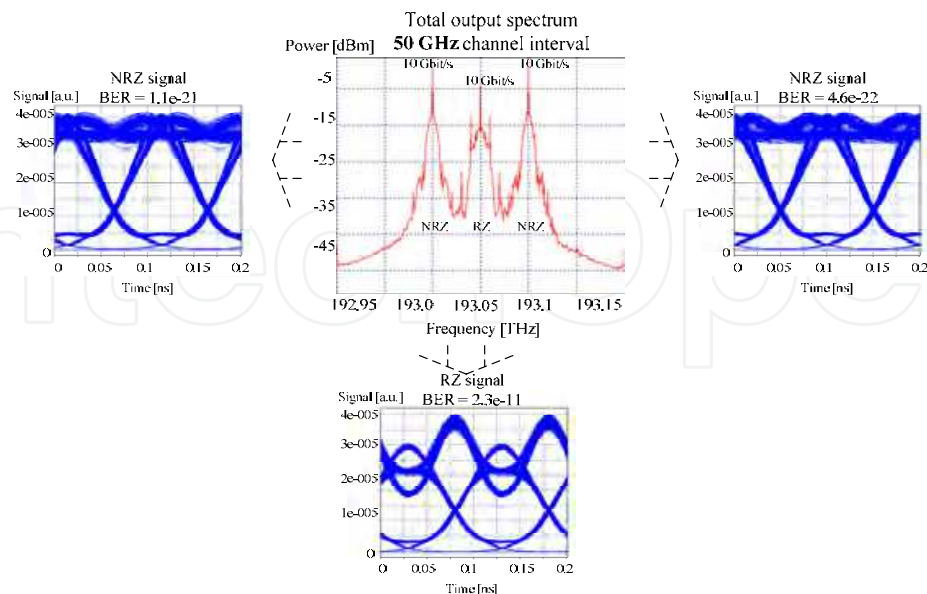 Total output spectrum
Power [dBm] 50 GHz channel interval
10 Gbit/s 10 Gbit/s
10 Gbit/s
-5
-15
-25
-35
-45
NRZ RZ NRZ
192.95 193.0 193.05 193.1 193.15
Frequency [THz]
NRZ signal
Signal [a.u.] BER = 1.1e-21
4e-005
3e-005
2e-005
1e-005
0
0 0.05 0.1 0.15 0.2
Time [ns]
NRZ signal
Signal [a.u.] BER = 4.6e-22
4e-005
3e-005
2e-005
1e-005
0
0 0.05 0.1 0.15 0.2
Time [ns]
RZ signal
Signal [a.u.] BER = 2.3e-11
4e-005
3e-005
2e-005
1e-005
0
0 0.05 0.1 0.15 0.2
Time [ns]